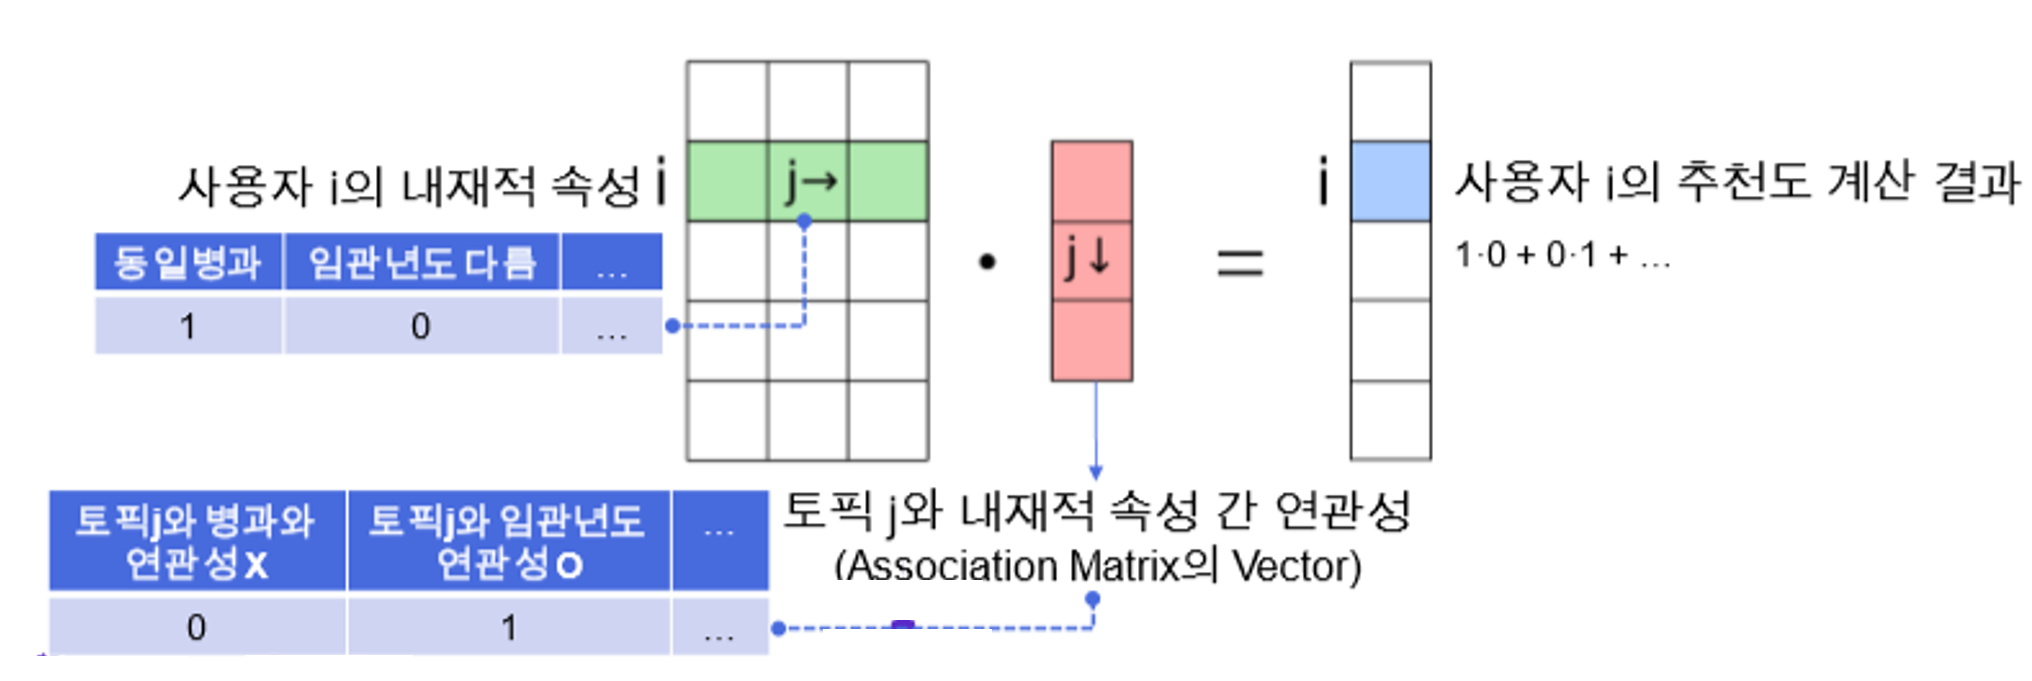 사용자 i의 내재적 속성
i
j→
동일병과 임관년도 다름 ...
1 0 ...
•
j↓
=
i
사용자 i의 추천도 계산 결과
1·0 + 0·1 + ...
토픽j와 병과와
연관성X
토픽j와 임관년도
연관성O
...
0 1 ...
토픽 j와 내재적 속성 간 연관성
(Association Matrix의 Vector)